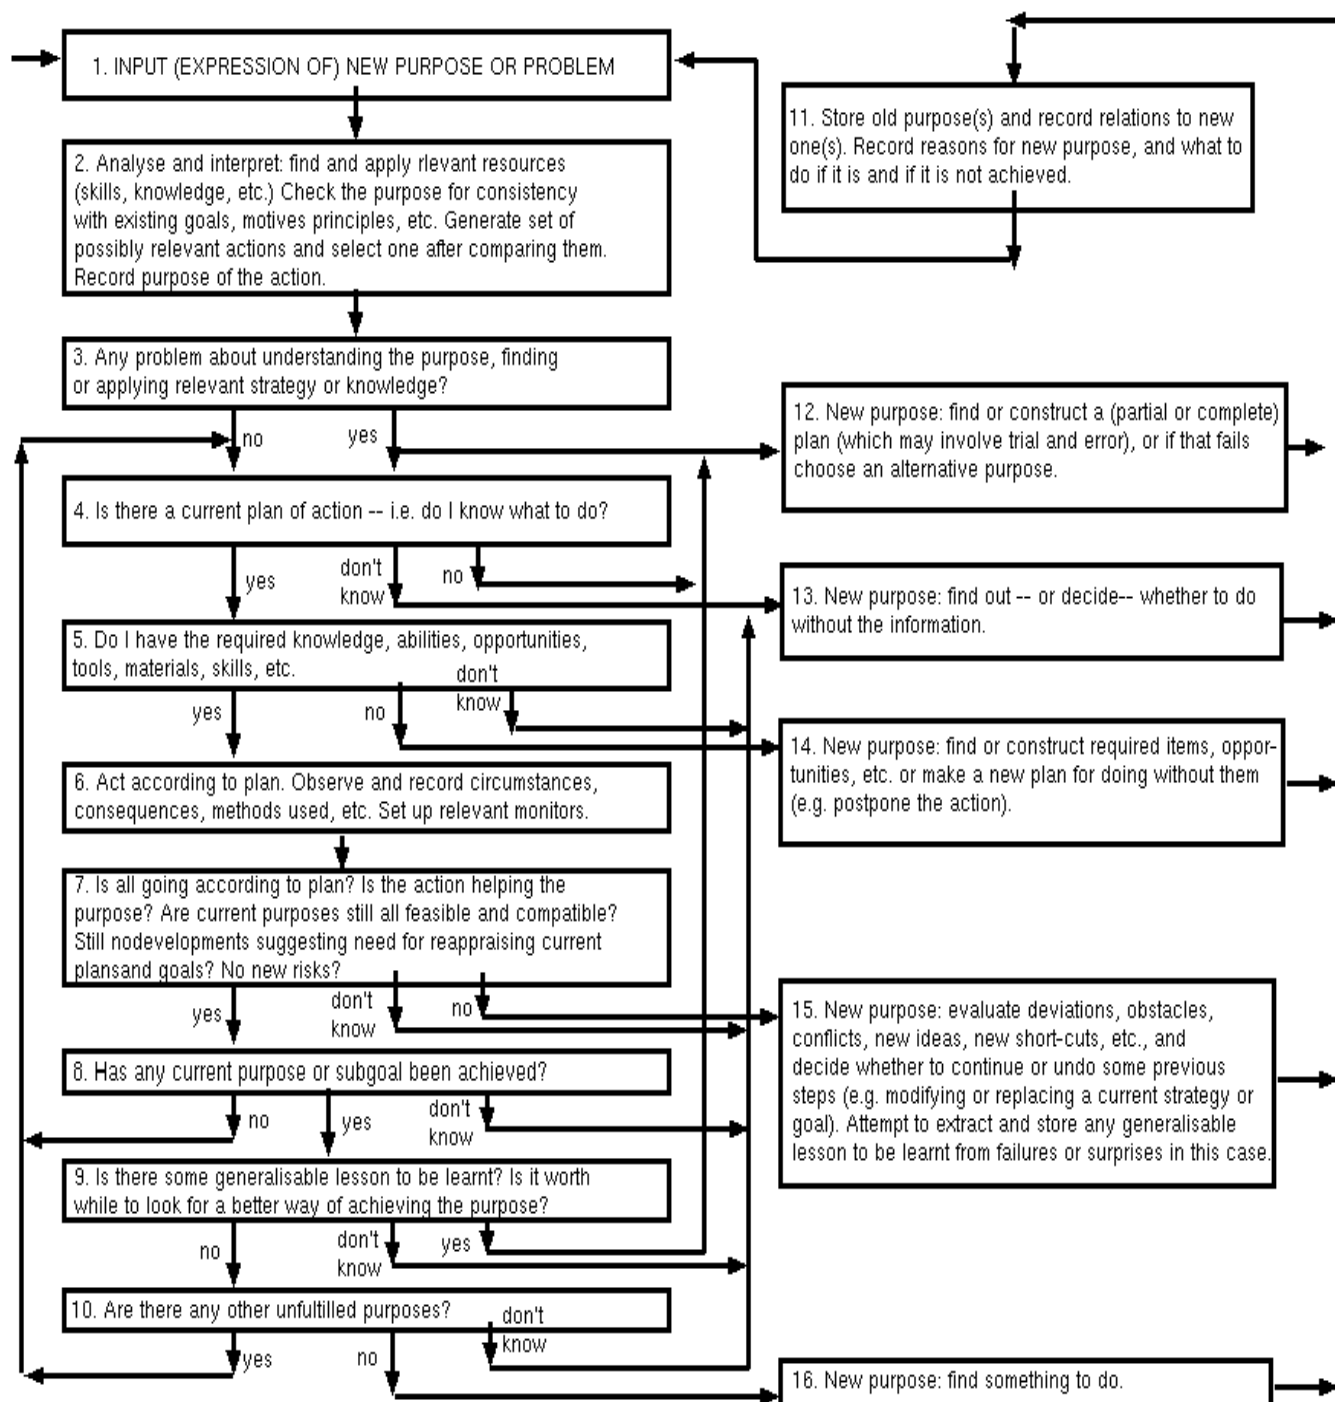 1. INPUT (EXPRESSION OF) NEW PURPOSE OR PROBLEM
2. Analyse and interpret: find and apply rlevant resources
(skills, knowledge, etc.) Check the purpose for consistency
with existing goals, motives principles, etc. Generate set of
possibly relevant actions and select one after comparing them.
Record purpose of the action.
3. Any problem about understanding the purpose, finding
or applying relevant strategy or knowledge?
no
yes
4. Is there a current plan of action -- i.e. do I know what to do?
yes
don't
know
no
5. Do I have the required knowledge, abilities, opportunities,
tools, materials, skills, etc.
yes
no
don't
know
6. Act according to plan. Observe and record circumstances,
consequences, methods used, etc. Set up relevant monitors.
7. Is all going according to plan? Is the action helping the
purpose? Are current purposes still all feasible and compatible?
Still nodevelopments suggesting need for reappraising current
plansand goals? No new risks?
yes
don't
know
no
8. Has any current purpose or subgoal been achieved?
no
yes
don't
know
9. Is there some generalisable lesson to be learnt? Is it worth
while to look for a better way of achieving the purpose?
no
don't
know
yes
10. Are there any other unfultilled purposes?
yes
no
don't
know
11. Store old purpose(s) and record relations to new
one(s). Record reasons for new purpose, and what to
do if it is and if it is not achieved.
12. New purpose: find or construct a (partial or complete)
plan (which may involve trial and error), or if that fails
choose an alternative purpose.
13. New purpose: find out -- or decide-- whether to do
without the information.
14. New purpose: find or construct required items, oppor-
tunities, etc. or make a new plan for doing without them
(e.g. postpone the action).
15. New purpose: evaluate deviations, obstacles,
conflicts, new ideas, new short-cuts, etc., and
decide whether to continue or undo some previous
steps (e.g. modifying or replacing a current strategy or
goal). Attempt to extract and store any generalisable
lesson to be learnt from failures or surprises in this case.
16. New purpose: find something to do.